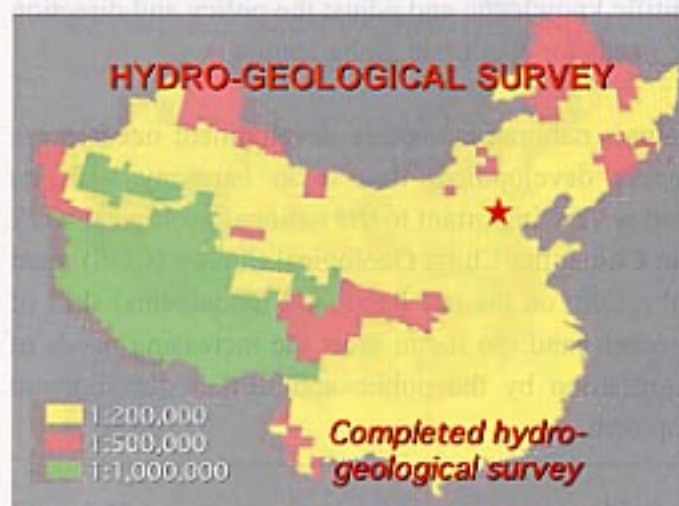 HYDRO-GEOLOGICAL SURVEY
1:200,000
1:500,000
1:1,000,000
Completed hydro-
geological survey